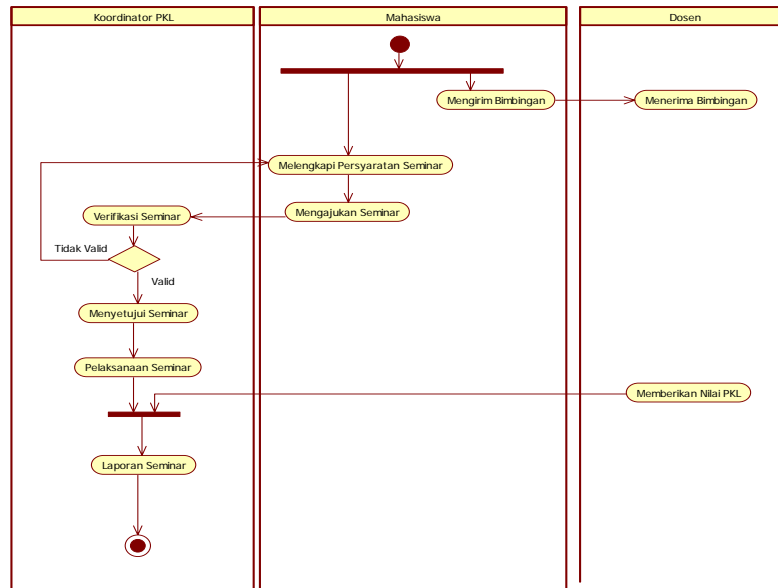 Koordinator PKL
Mahasiswa
Dosen
Mengirim Bimbingan
Menerima Bimbingan
Melengkapi Persyaratan Seminar
Mengajukan Seminar
Verifikasi Seminar
Tidak Valid
Valid
Menyetujui Seminar
Pelaksanaan Seminar
Memberikan Nilai PKL
Laporan Seminar